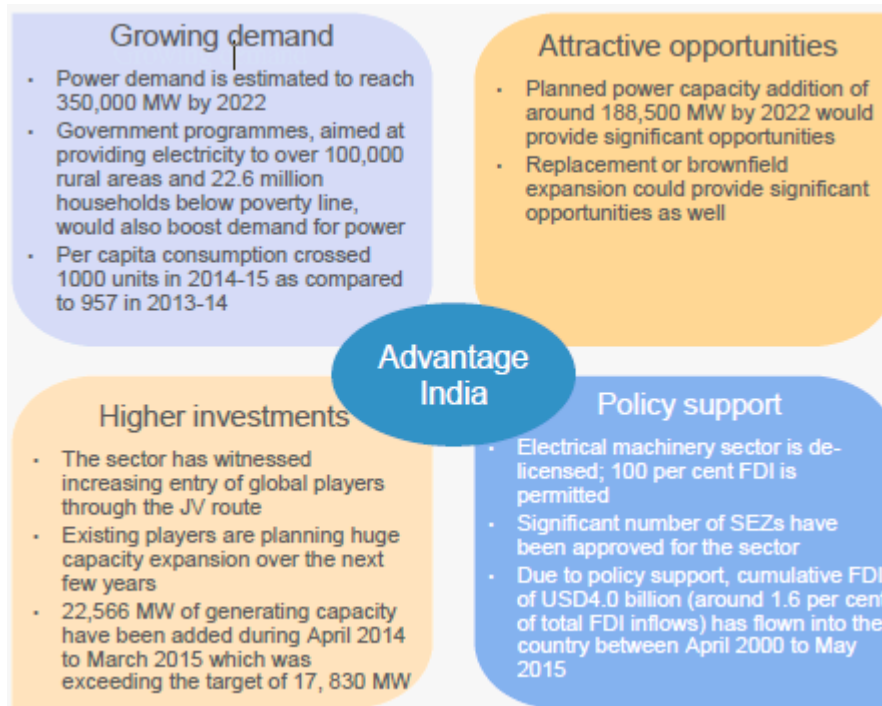 Growing demand
• Power demand is estimated to reach
350,000 MW by 2022
• Government programmes, aimed at
providing electricity to over 100,000
rural areas and 22.6 million
households below poverty line,
would also boost demand for power
• Per capita consumption crossed
1000 units in 2014-15 as compared
to 957 in 2013-14
Attractive opportunities
• Planned power capacity addition of
around 188,500 MW by 2022 would
provide significant opportunities
• Replacement or brownfield
expansion could provide significant
opportunities as well
Advantage
India
Higher investments
• The sector has witnessed
increasing entry of global players
through the JV route
• Existing players are planning huge
capacity expansion over the next
few years
• 22,566 MW of generating capacity
have been added during April 2014
to March 2015 which was
exceeding the target of 17, 830 MW
Policy support
• Electrical machinery sector is de-
licensed; 100 per cent FDI is
permitted
• Significant number of SEZs have
been approved for the sector
• Due to policy support, cumulative FDI
of USD4.0 billion (around 1.6 per cent
of total FDI inflows) has flown into the
country between April 2000 to May
2015